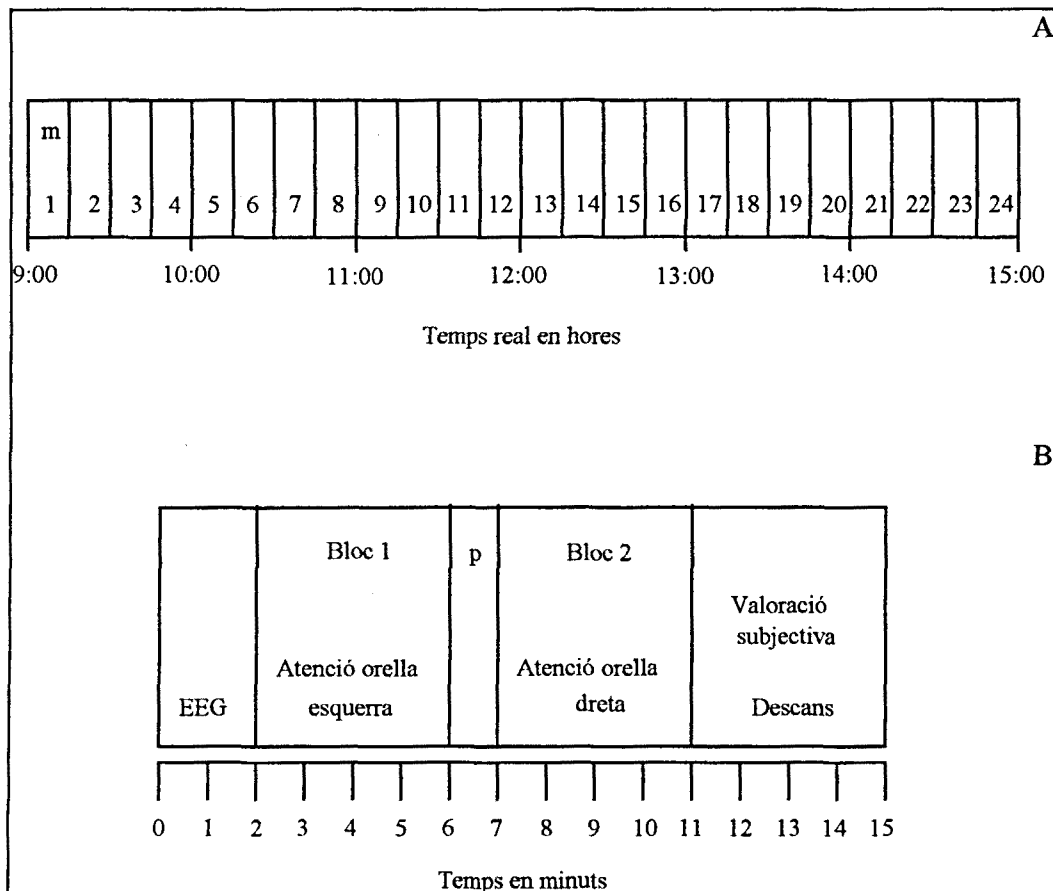 A
m
1 2 3 4 5 6 7 8 9 10 11 12 13 14 15 16 17 18 19 20 21 22 23 24
9:00 10:00 11:00 12:00 13:00 14:00 15:00
Temps real en hores
B
Bloc 1 p Bloc 2
Valoració
subjectiva
Atenció orella Atenció orella
EEG esquerra dreta Descans
0 1 2 3 4 5 6 7 8 9 10 11 12 13 14 15
Temps en minuts